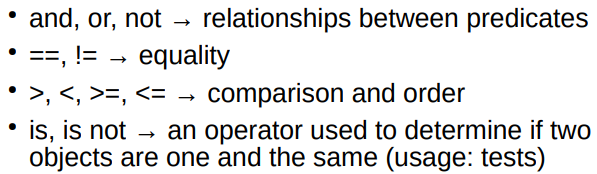 • and, or, not → relationships between predicates
• ==, != → equality
• >, <, >=, <= → comparison and order
• is, is not → an operator used to determine if two
objects are one and the same (usage: tests)